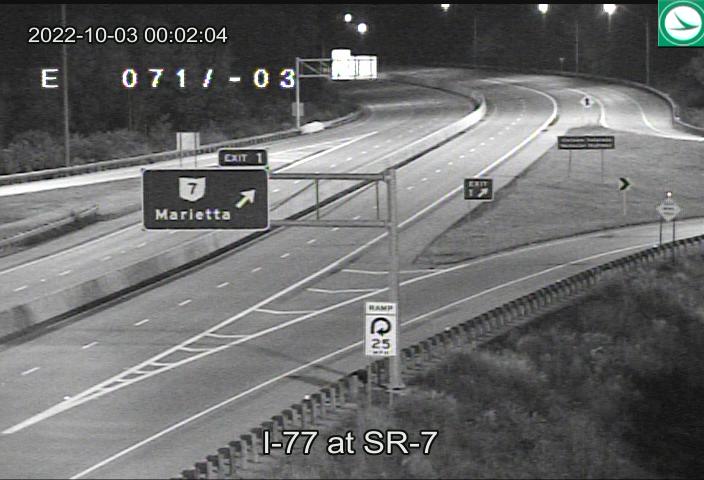 2022-10-03 00:02:04
E 071/-03
EXIT 1
7
Marietta
EXIT
1
RAMP
25
MPH
I-77 at SR-7